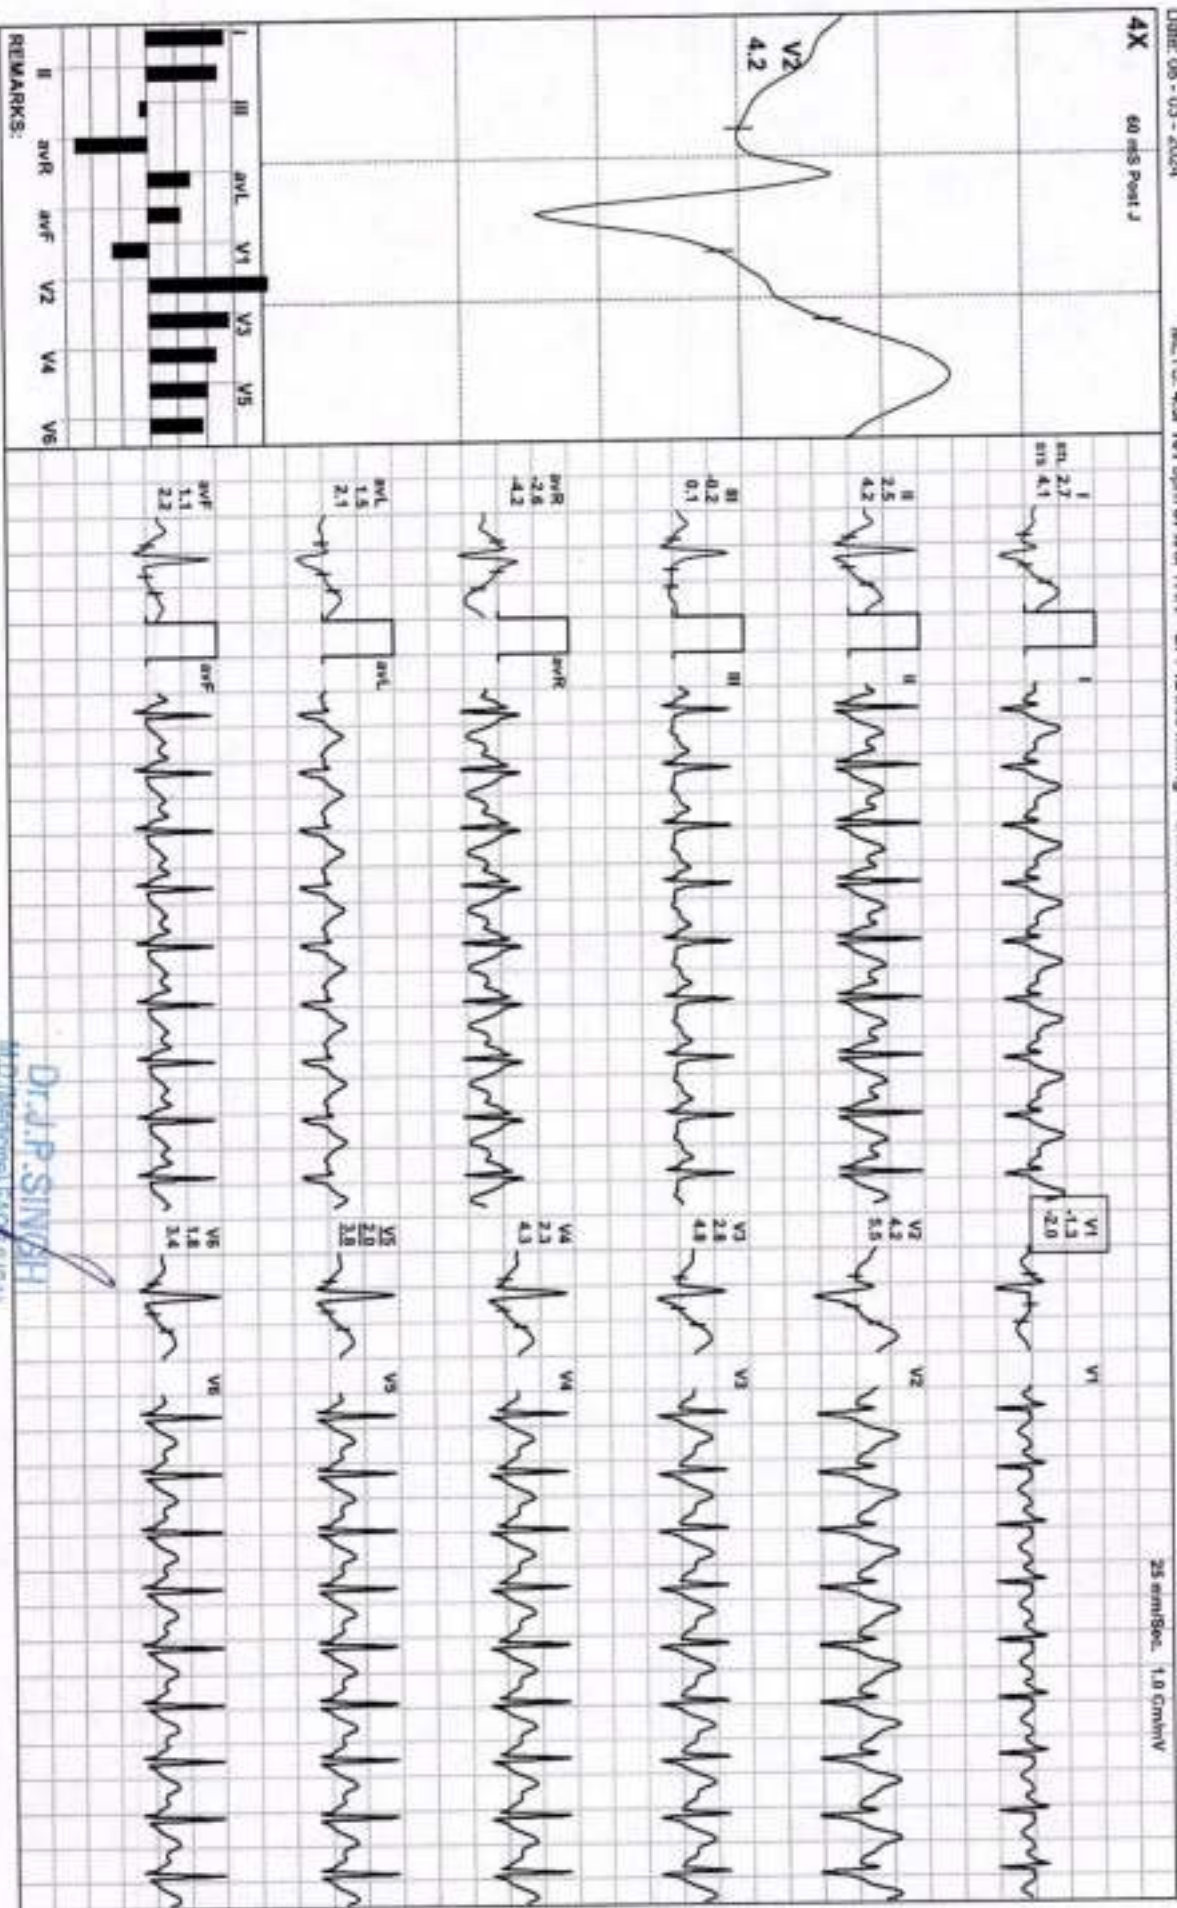 4X
60 mS Post J
25 mm/Sec. 1.0 Cm/mV
V2
4.2
I
STL 2.7
STS 4.1
I
V1
-1.3
-2.0
V1
II
2.5
4.2
II
V2
4.2
5.5
V2
III
-0.2
0.1
III
V3
2.8
4.8
V3
avR
-2.6
-4.2
avR
V4
2.3
4.3
V4
avL
1.5
2.1
avL
V5
2.0
3.8
V5
avF
1.1
2.2
avF
V6
1.8
3.4
V6
I III avL V1 V3 V5
II avR avF V2 V4 V6
REMARKS:
Dr.J.P.SINGH